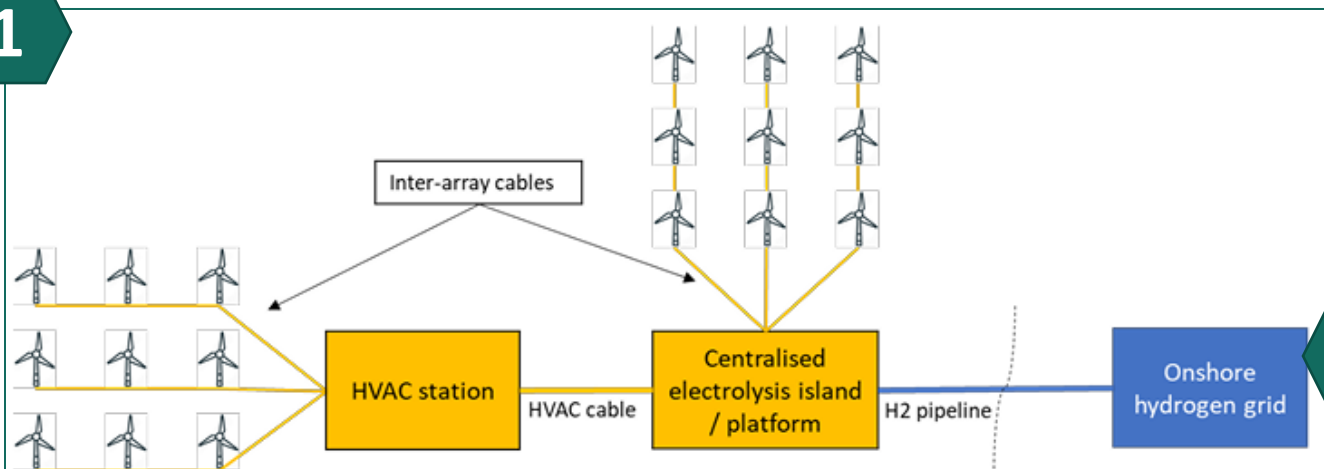 1
Inter-array cables
HVAC station
HVAC cable
Centralised
electrolysis island
/ platform
H2 pipeline
Onshore
hydrogen grid